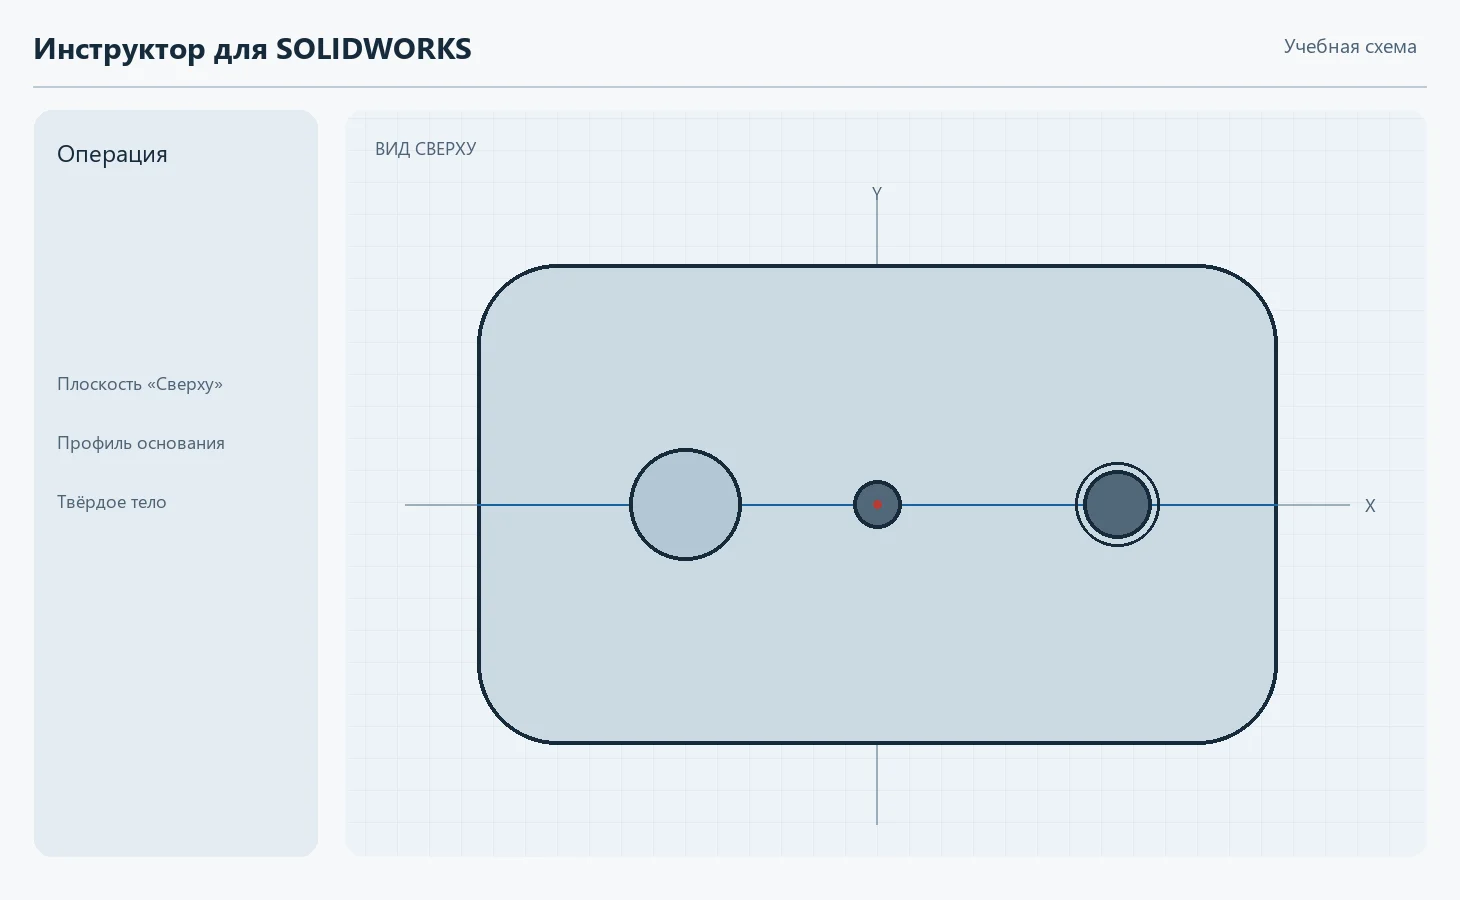 Инструктор для SOLIDWORKS
Учебная схема
Операция
Плоскость «Сверху»
Профиль основания
Твёрдое тело
ВИД СВЕРХУ
Y
X